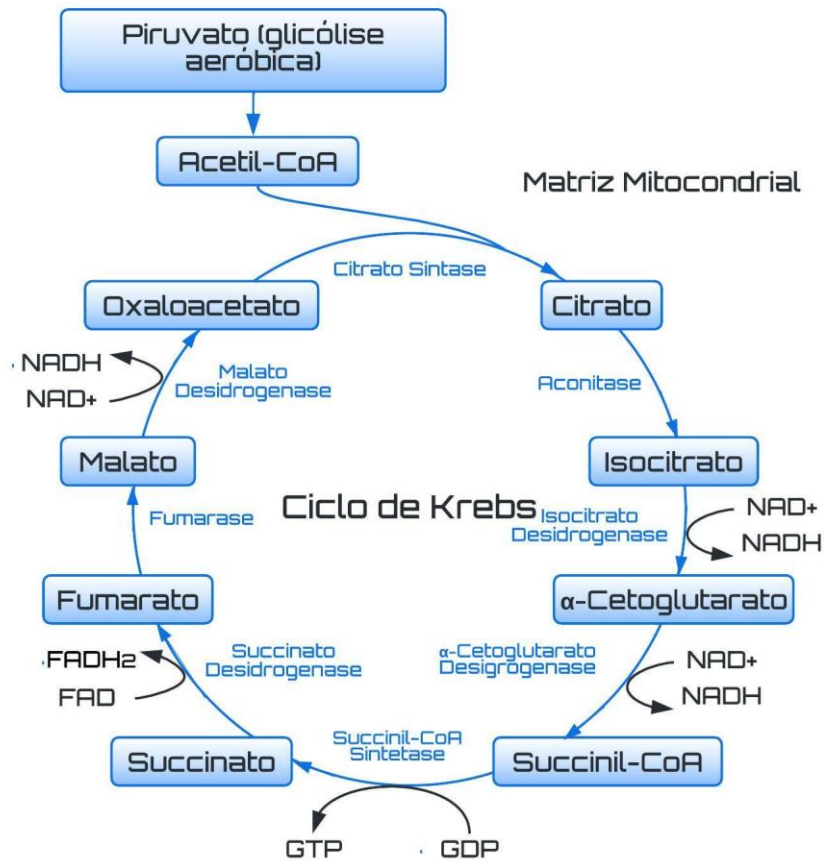 Piruvato (glicólise
aeróbica)
Acetil-CoA
Matriz Mitocondrial
Citrato Sintase
Oxaloacetato
Citrato
NADH
NAD+
Malato
Desidrogenase
Aconitase
Malato
Isocitrato
Fumarase
Ciclo de Krebs
Isocitrato
Desidrogenase
NAD+
NADH
Fumarato
α-Cetoglutarato
FADH2
FAD
Succinato
Desidrogenase
α-Cetoglutarato
Desigrogenase
NAD+
NADH
Succinato
Succinil-CoA
Sintetase
Succinil-CoA
GTP
GDP